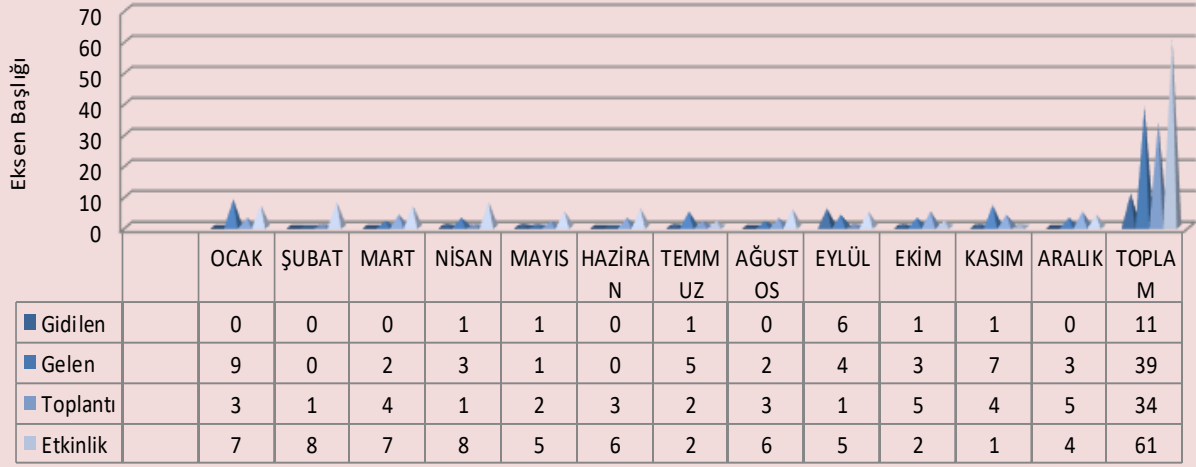 70
60
50
40
30
20
10
0
Eksen Başlığı
OCAK ŞUBAT MART NİSAN MAYIS HAZİRA TEMM AĞUST EYLÜL EKİM KASIM ARALIK TOPLA
N UZ OS M
Gidilen 0 0 0 1 1 0 1 0 6 1 1 0 11
Gelen 9 0 2 3 1 0 5 2 4 3 7 3 39
Toplantı 3 1 4 1 2 3 2 3 1 5 4 5 34
Etkinlik 7 8 7 8 5 6 2 6 5 2 1 4 61